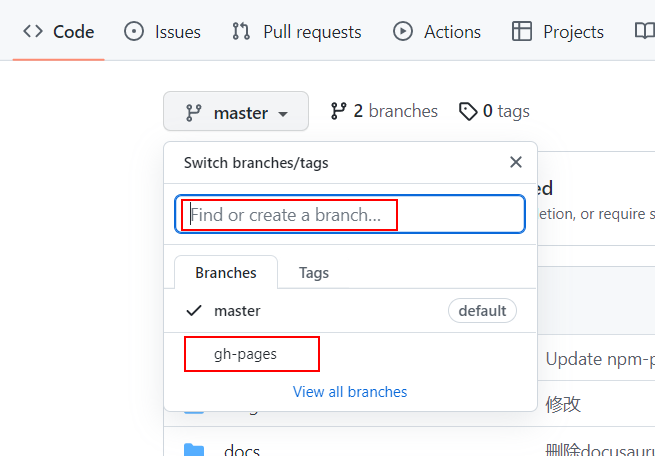 Code Issues Pull requests Actions Projects
master 2 branches 0 tags
Switch branches/tags
Find or create a branch...
Branches Tags
master default
gh-pages
View all branches
etion, or require s
Update npm-p
修改
docs 删除docusauru